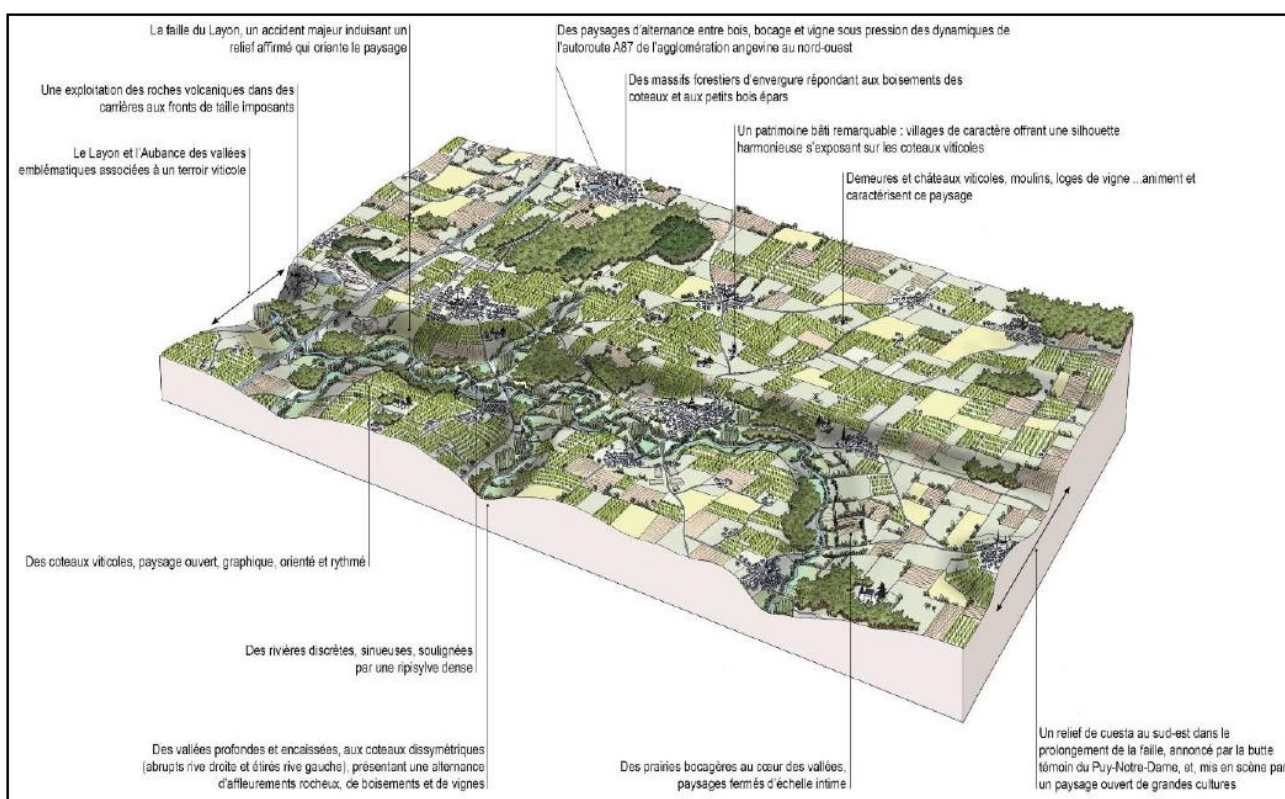 La faille du Layon, un accident majeur induisant un
relief affirmé qui oriente le paysage
Des paysages d'alternance entre bois, bocage et vigne sous pression des dynamiques de
l'autoroute A87 de l'agglomération angevine au nord-ouest
Une exploitation des roches volcaniques dans des
carrières aux fronts de taille imposants
Des massifs forestiers d'envergure répondant aux boisements des
coteaux et aux petits bois épars
Le Layon et l'Aubance des vallées
emblématiques associées à un terroir viticole
Un patrimoine bâti remarquable : villages de caractère offrant une silhouette
harmonieuse s'exposant sur les coteaux viticoles
Demeures et châteaux viticoles, moulins, loges de vigne ...animent et
caractérisent ce paysage
Des coteaux viticoles, paysage ouvert, graphique, orienté et rythmé
Des rivières discrètes, sinueuses, soulignées
par une ripisylve dense
Des vallées profondes et encaissées, aux coteaux dissymétriques
(abrupts rive droite et étirés rive gauche), présentant une alternance
d'affleurements rocheux, de boisements et de vignes
Des prairies bocagères au cœur des vallées,
paysages fermés d'échelle intime
Un relief de cuesta au sud-est dans le
prolongement de la faille, annoncé par la butte
témoin du Puy-Notre-Dame, et, mis en scène par
un paysage ouvert de grandes cultures